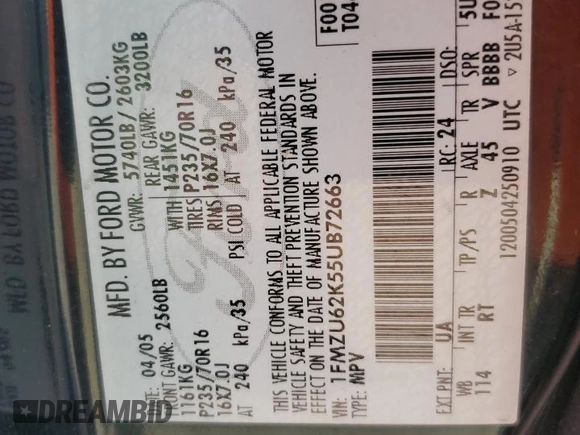 MFD. BY FORD MOTOR CO.
04/05 GVWR: 5740LB/ 2603KG
FRONT GAWR: 2560LB REAR GAWR: 3200LB
1161KG WITH 1451KG
P235/70R16 TIRES P235/70R16
16X7.0J RIMS 16X7.0J
AT 240 kPa/35 PSI COLD AT 240 kPa/35
THIS VEHICLE CONFORMS TO ALL APPLICABLE FEDERAL MOTOR
VEHICLE SAFETY AND THEFT PREVENTION STANDARDS IN
EFFECT ON THE DATE OF MANUFACTURE SHOWN ABOVE.
VIN: 1FMZU62K55UB72663
TYPE: MPV
F00
T04
EXT PNT: UA RC: 24 DSO:
WB INT TR TP/PS R AXLE TR SPR
114 RT Z 45 V BBBB
1200504250910 UTC ▽ 2U5A-15
DREAMBID